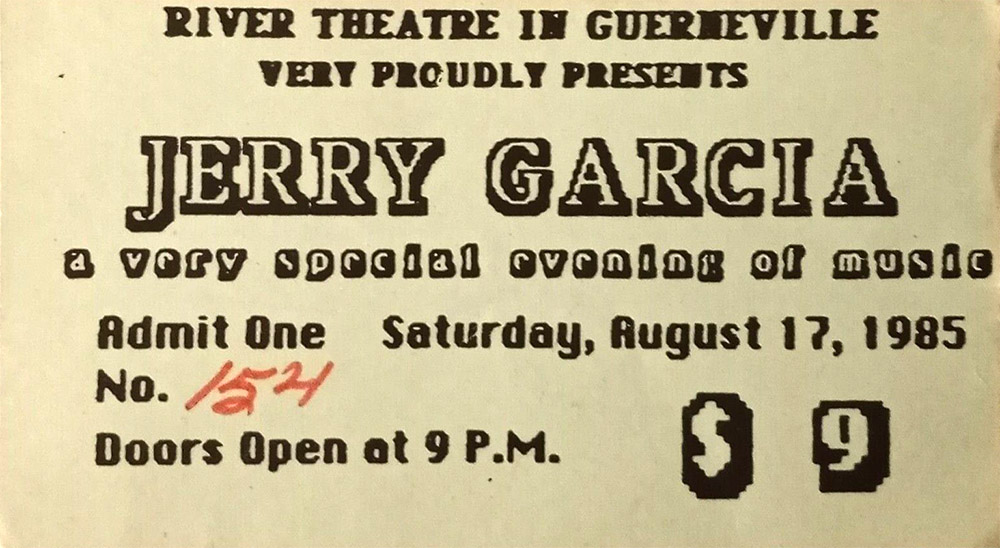 RIVER THEATRE IN GUERNEVILLE
VERY PROUDLY PRESENTS
JERRY GARCIA
a very special evening of music
Admit One Saturday, August 17, 1985
No. 154
Doors Open at 9 P.M.
$ 9